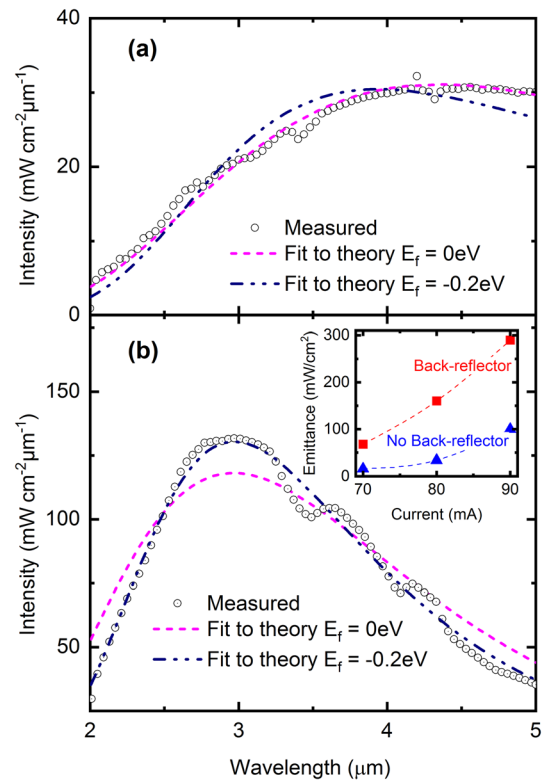 (a)
Intensity (mW cm⁻²μm⁻¹)
40
20
0
Measured
Fit to theory E_f = 0eV
Fit to theory E_f = -0.2eV
(b)
Intensity (mW cm⁻²μm⁻¹)
150
100
50
Measured
Fit to theory E_f = 0eV
Fit to theory E_f = -0.2eV
Emittance (mW/cm²)
300
200
100
0
Back-reflector
No Back-reflector
70 80 90
Current (mA)
2 3 4 5
Wavelength (μm)